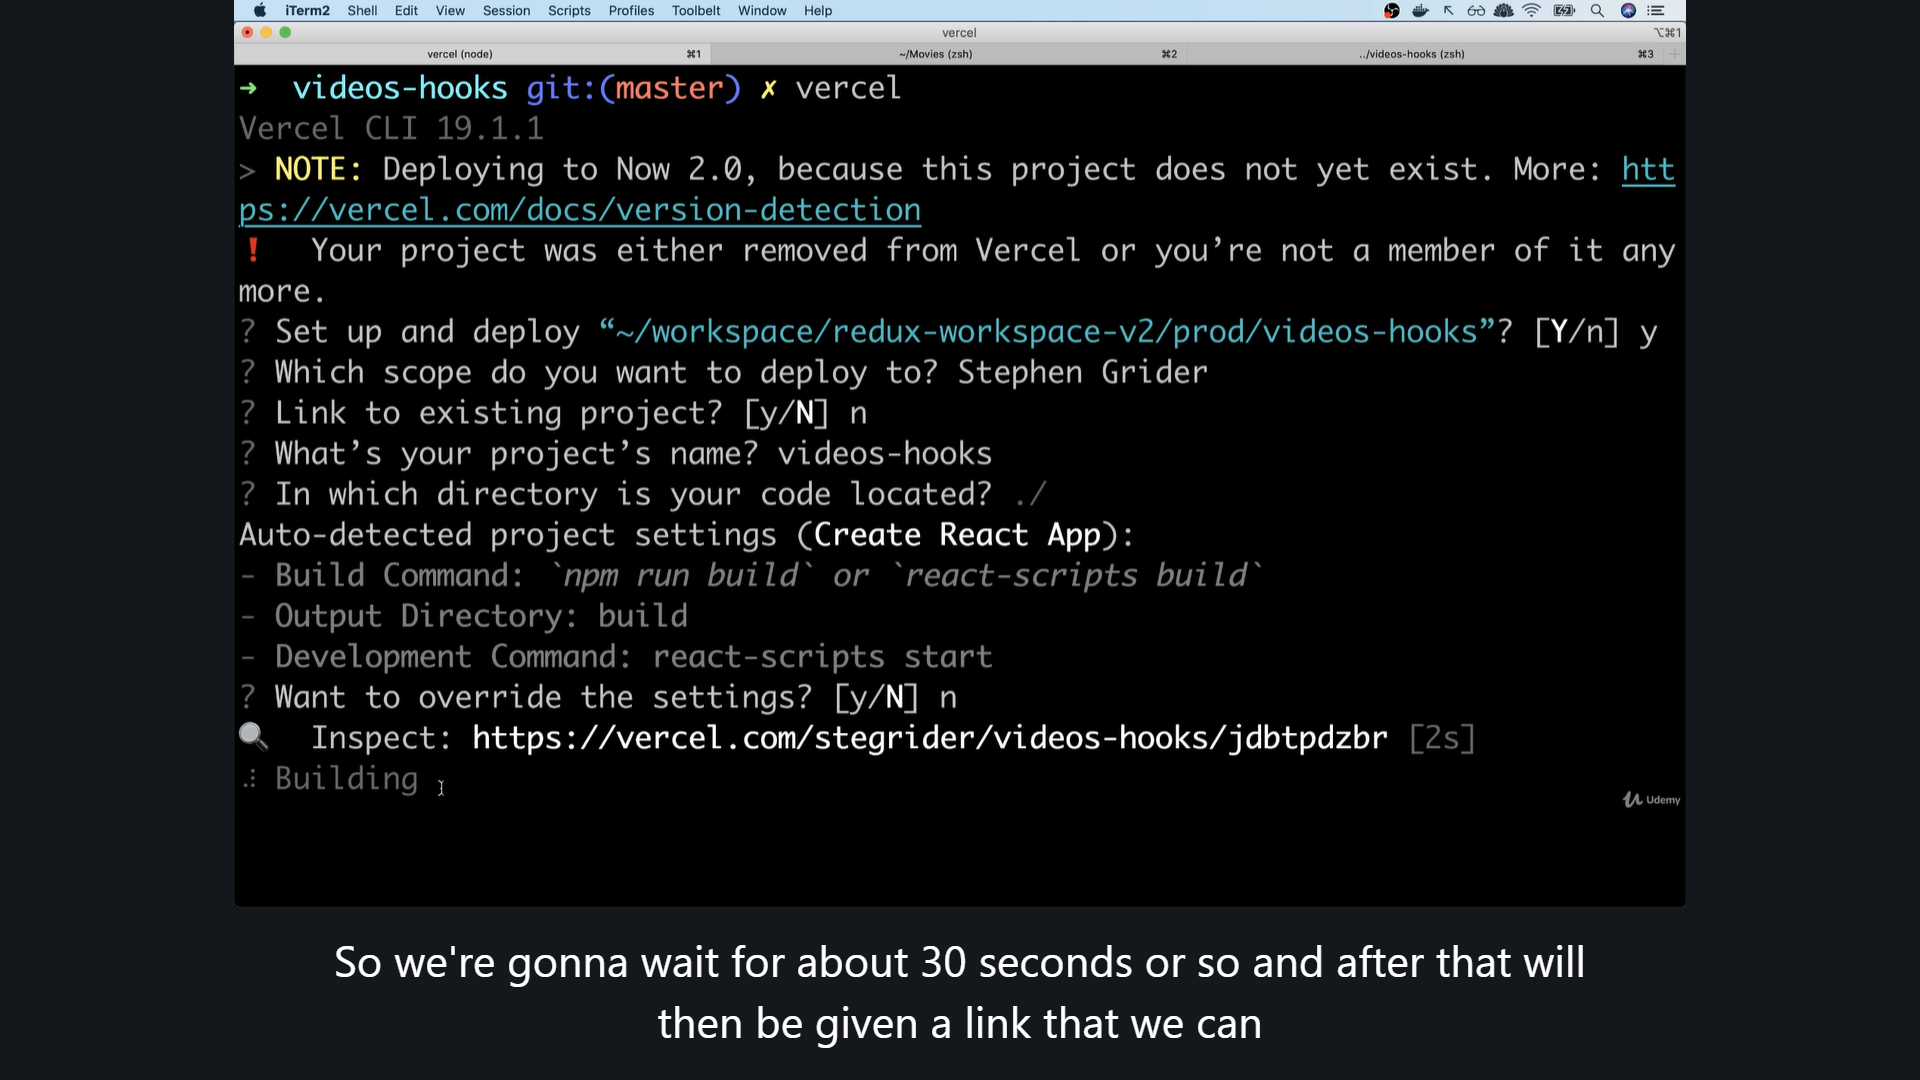 iTerm2 Shell Edit View Session Scripts Profiles Toolbelt Window Help
vercel ⌥⌘1
vercel (node) ⌘1 ~/Movies (zsh) ⌘2 ../videos-hooks (zsh) ⌘3
➜ videos-hooks git:(master) ✗ vercel
Vercel CLI 19.1.1
> NOTE: Deploying to Now 2.0, because this project does not yet exist. More: htt
ps://vercel.com/docs/version-detection
❗ Your project was either removed from Vercel or you’re not a member of it any
more.
? Set up and deploy “~/workspace/redux-workspace-v2/prod/videos-hooks”? [Y/n] y
? Which scope do you want to deploy to? Stephen Grider
? Link to existing project? [y/N] n
? What’s your project’s name? videos-hooks
? In which directory is your code located? ./
Auto-detected project settings (Create React App):
- Build Command: `npm run build` or `react-scripts build`
- Output Directory: build
- Development Command: react-scripts start
? Want to override the settings? [y/N] n
🔍 Inspect: https://vercel.com/stegrider/videos-hooks/jdbtpdzbr [2s]
Building
Udemy
So we're gonna wait for about 30 seconds or so and after that will
then be given a link that we can